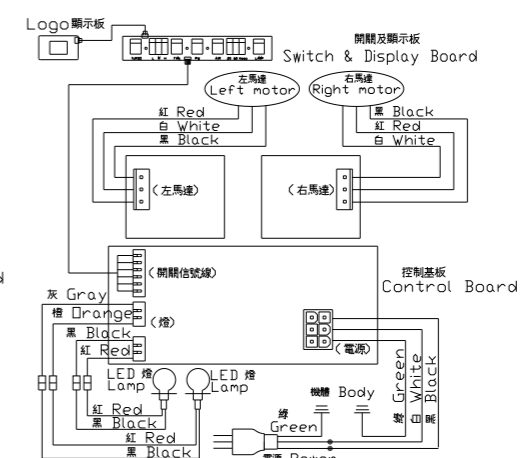 Logo 顯示板
開關及顯示板
Switch & Display Board
左馬達
Left motor
右馬達
Right motor
紅 Red
白 White
黑 Black
黑 Black
紅 Red
白 White
(左馬達)
(右馬達)
(開關信號線)
控制基板
Control Board
灰 Gray
橙 Orange
黑 Black
紅 Red
(燈)
(電源)
LED 燈
Lamp
LED 燈
Lamp
機體 Body
紅 Red
黑 Black
紅 Red
黑 Black
綠
Green
綠 Green
白 White
黑 Black
電源 Power